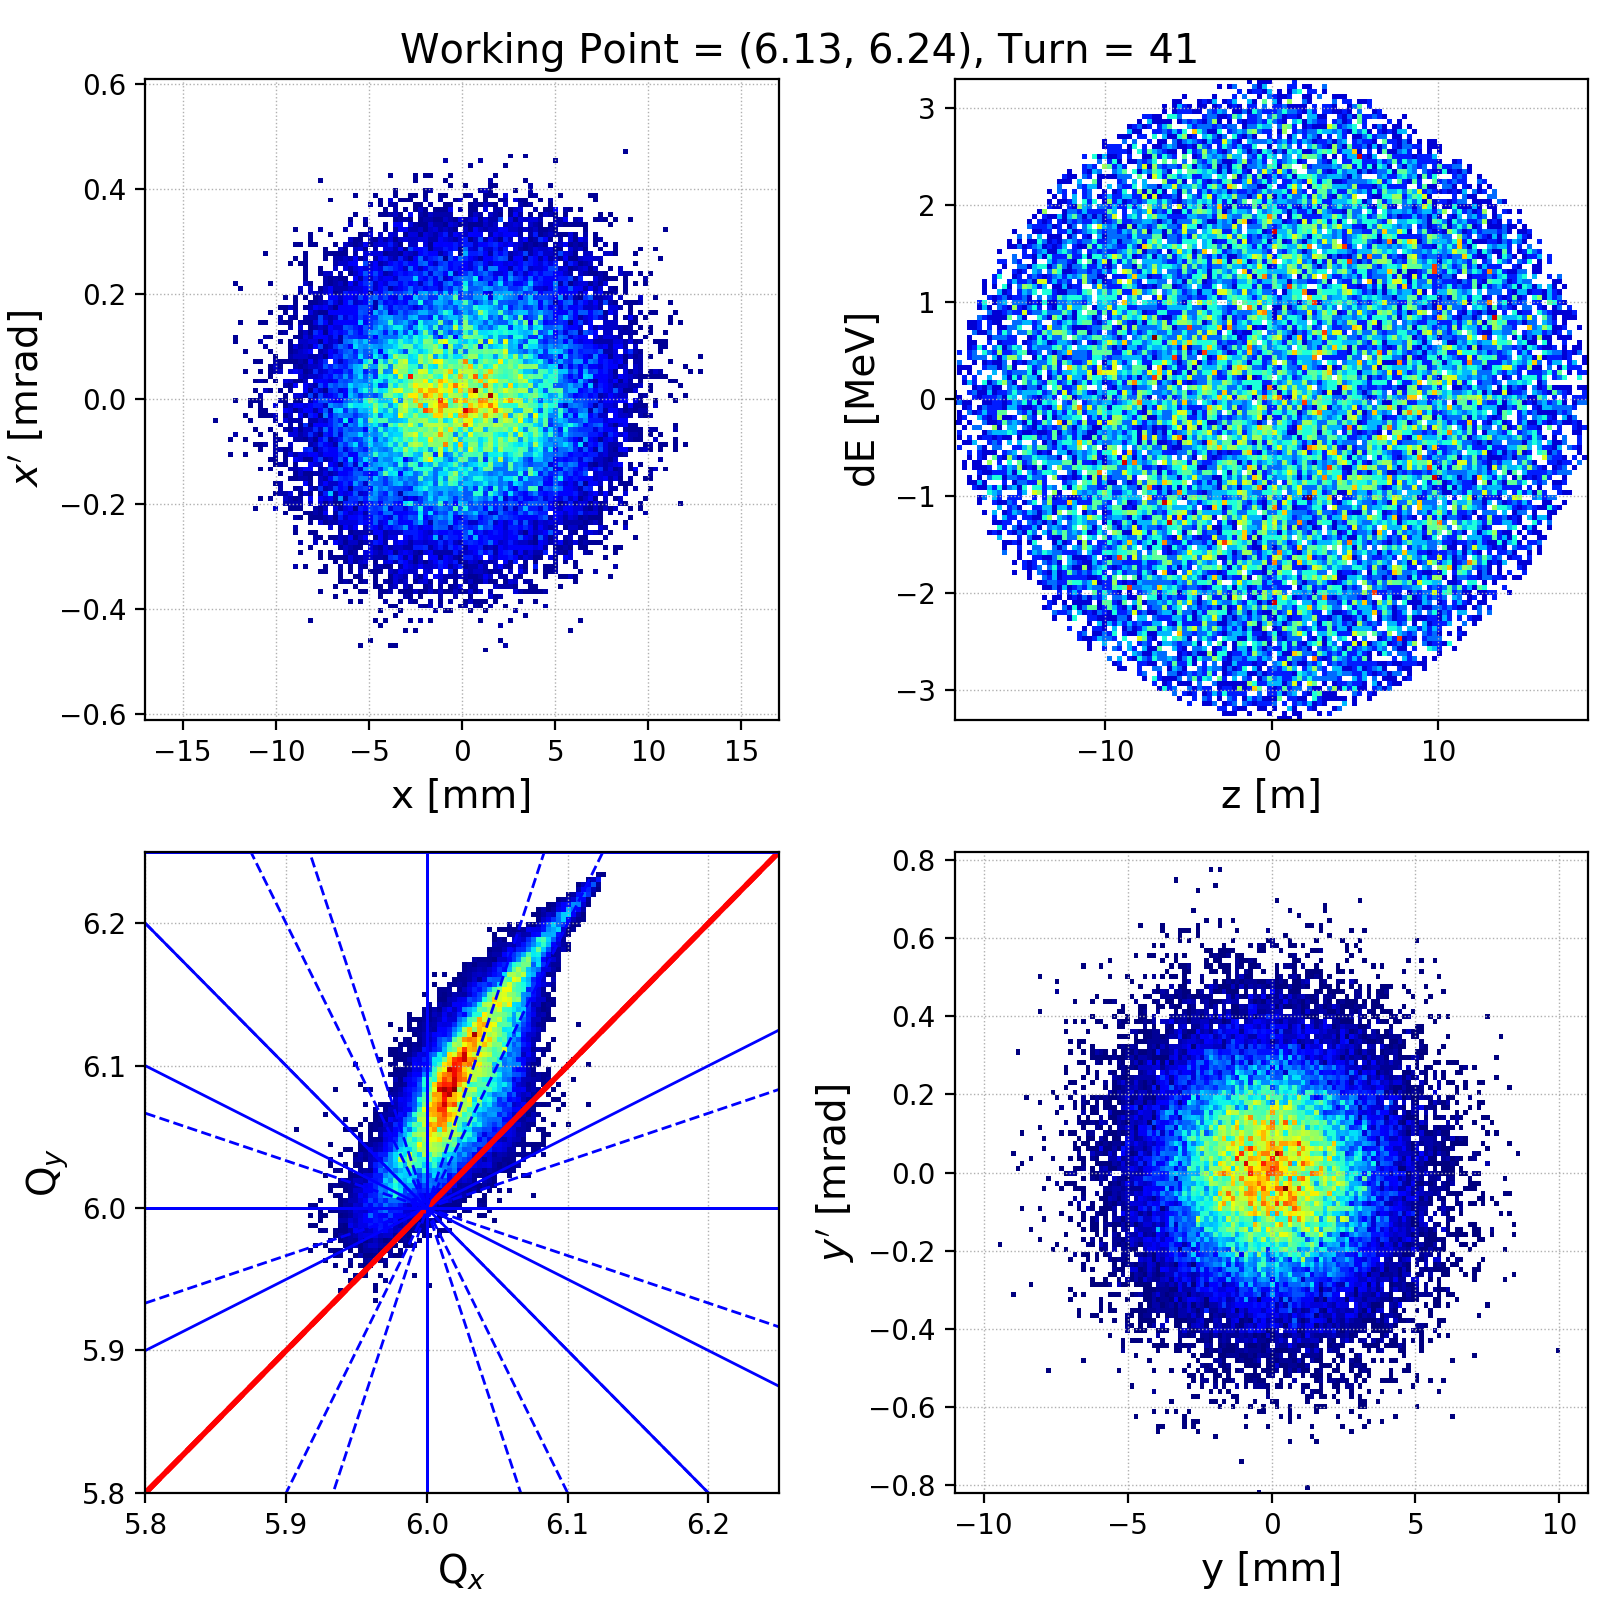 Working Point = (6.13, 6.24), Turn = 41
0.6
0.4
0.2
0.0
−0.2
−0.4
−0.6
x′ [mrad]
−15 −10 −5 0 5 10 15
x [mm]
3
2
1
0
−1
−2
−3
dE [MeV]
−10 0 10
z [m]
6.2
6.1
6.0
5.9
5.8
Qy
5.8 5.9 6.0 6.1 6.2
Qx
0.8
0.6
0.4
0.2
0.0
−0.2
−0.4
−0.6
−0.8
y′ [mrad]
−10 −5 0 5 10
y [mm]